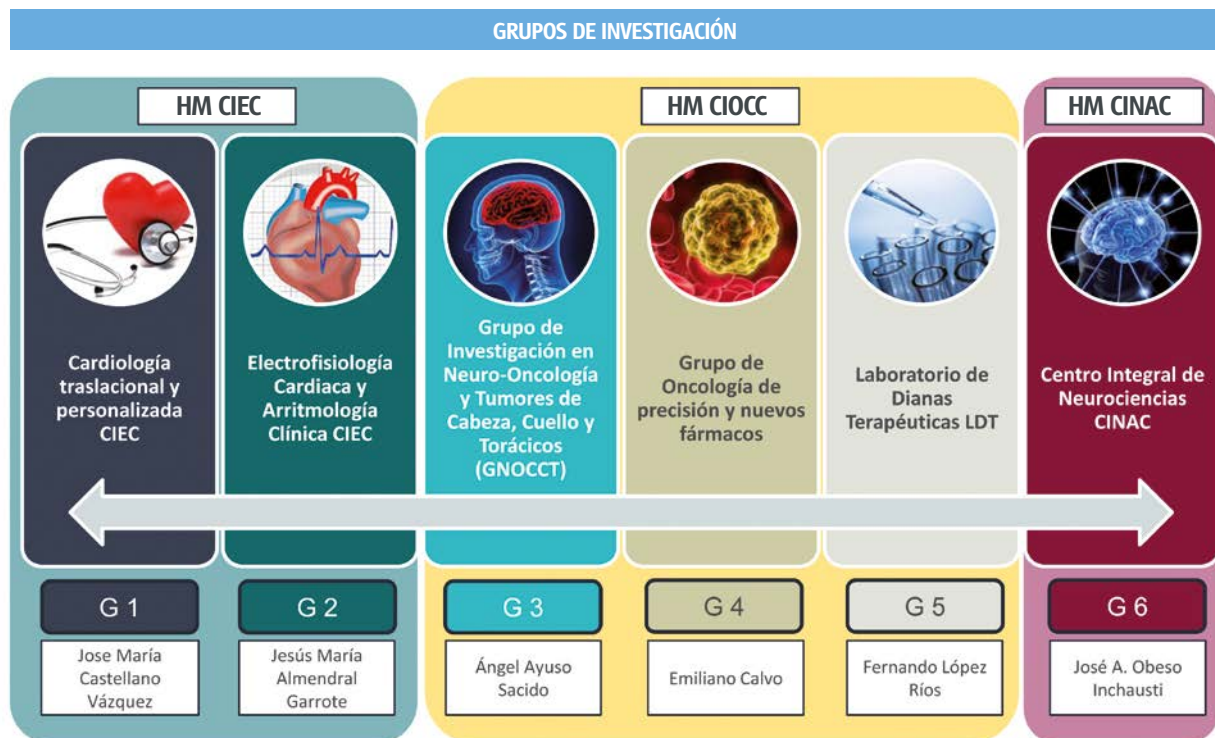 GRUPOS DE INVESTIGACIÓN
HM CIEC
HM CIOCC
HM CINAC
Cardiología
traslacional y
personalizada
CIEC
Electrofisiología
Cardiaca y
Arritmología
Clínica CIEC
Grupo de
Investigación en
Neuro-Oncología
y Tumores de
Cabeza, Cuello y
Torácicos
(GNOCCT)
Grupo de
Oncología de
precisión y nuevos
fármacos
Laboratorio de
Dianas
Terapéuticas LDT
Centro Integral de
Neurociencias
CINAC
G 1
G 2
G 3
G 4
G 5
G 6
Jose María
Castellano
Vázquez
Jesús María
Almendral
Garrote
Ángel Ayuso
Sacido
Emiliano Calvo
Fernando López
Ríos
José A. Obeso
Inchausti